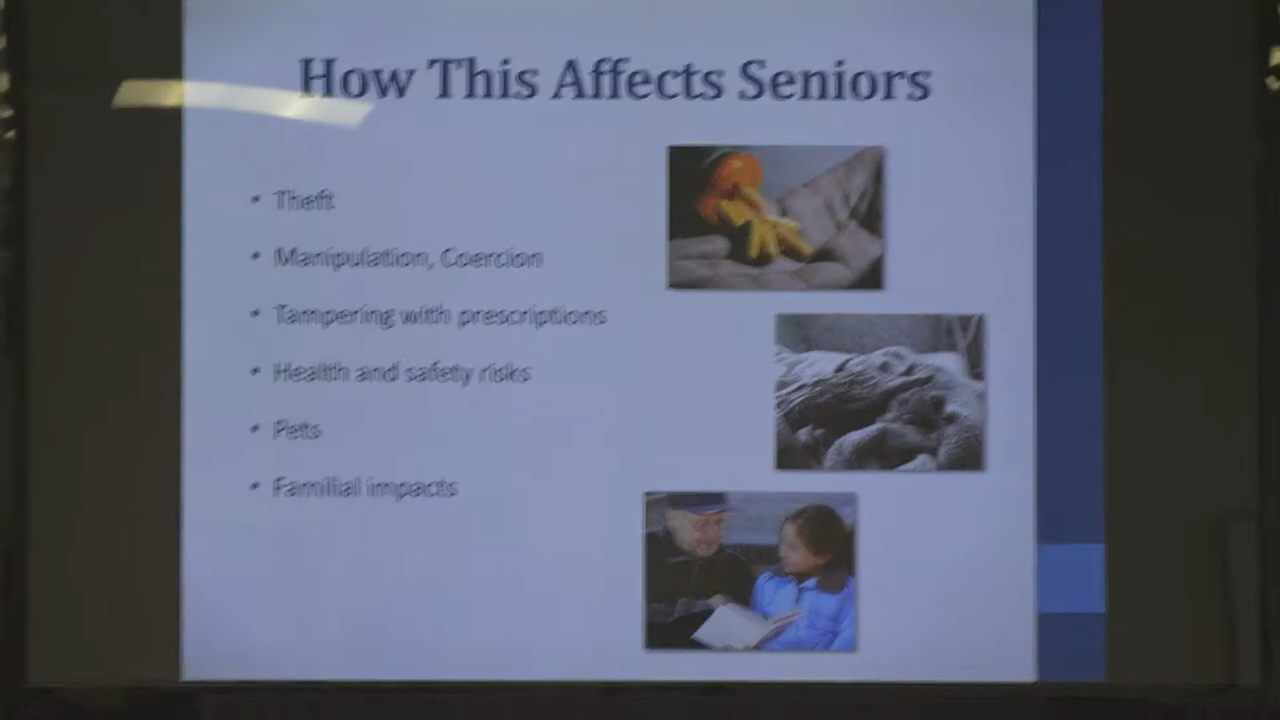 How This Affects Seniors
• Theft
• Manipulation, Coercion
• Tampering with prescriptions
• Health and safety risks
• Pets
• Familial impacts